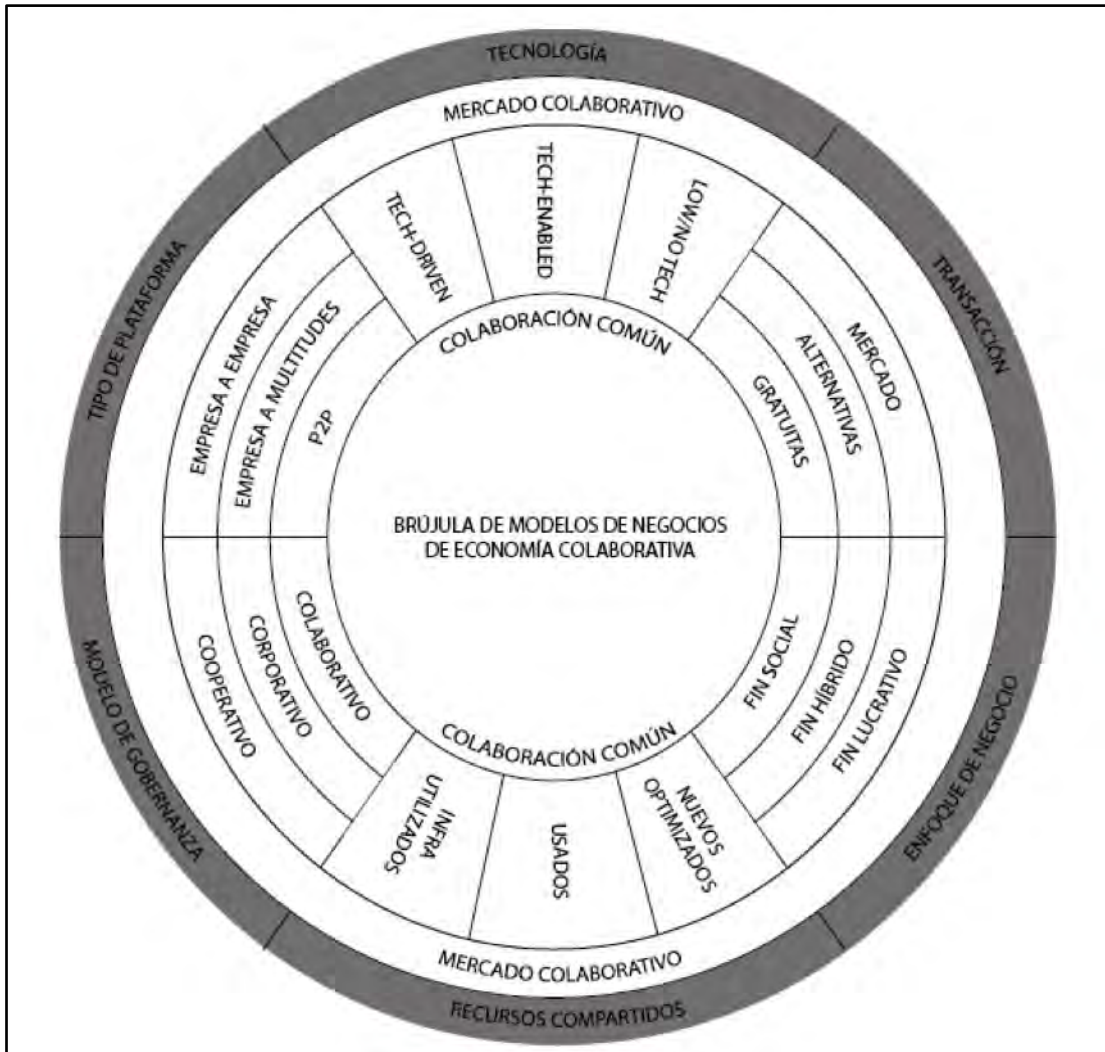 TECNOLOGÍA
MERCADO COLABORATIVO
TECH-DRIVEN
TECH-ENABLED
LOW/NO TECH
COLABORACIÓN COMÚN
TIPO DE PLATAFORMA
EMPRESA A EMPRESA
EMPRESA A MULTITUDES
P2P
TRANSACCIÓN
MERCADO
ALTERNATIVAS
GRATUITAS
BRÚJULA DE MODELOS DE NEGOCIOS
DE ECONOMÍA COLABORATIVA
MODELO DE GOBERNANZA
COOPERATIVO
CORPORATIVO
COLABORATIVO
FIN SOCIAL
FIN HÍBRIDO
FIN LUCRATIVO
ENFOQUE DE NEGOCIO
COLABORACIÓN COMÚN
INFRA
UTILIZADOS
USADOS
NUEVOS
OPTIMIZADOS
MERCADO COLABORATIVO
RECURSOS COMPARTIDOS